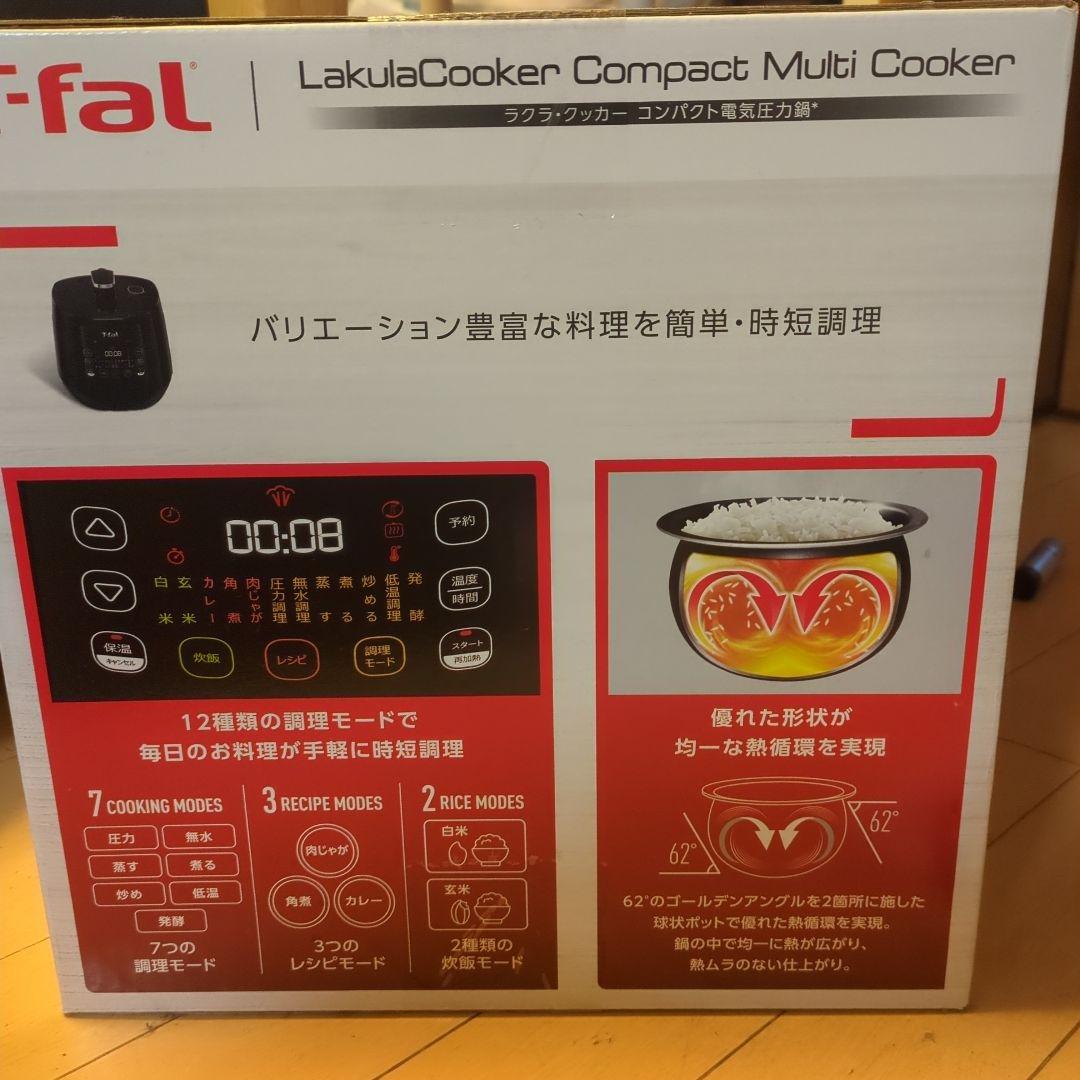 T-fal
LakulaCooker Compact Multi Cooker
ラクラ・クッカー コンパクト電気圧力鍋*
T-fal
00:08
バリエーション豊富な料理を簡単・時短調理
00:08
予約
温度
時間
白米
玄米
カレー
角煮
肉じゃが
圧力調理
無水調理
蒸す
煮る
炒める
低温調理
発酵
保温
キャンセル
炊飯
レシピ
調理
モード
スタート
再加熱
12種類の調理モードで
毎日のお料理が手軽に時短調理
7 COOKING MODES
圧力 無水
蒸す 煮る
炒め 低温
発酵
7つの
調理モード
3 RECIPE MODES
肉じゃが
角煮 カレー
3つの
レシピモード
2 RICE MODES
白米
玄米
2種類の
炊飯モード
優れた形状が
均一な熱循環を実現
62°
62°
62°のゴールデンアングルを2箇所に施した
球状ポットで優れた熱循環を実現。
鍋の中で均一に熱が広がり、
熱ムラのない仕上がり。